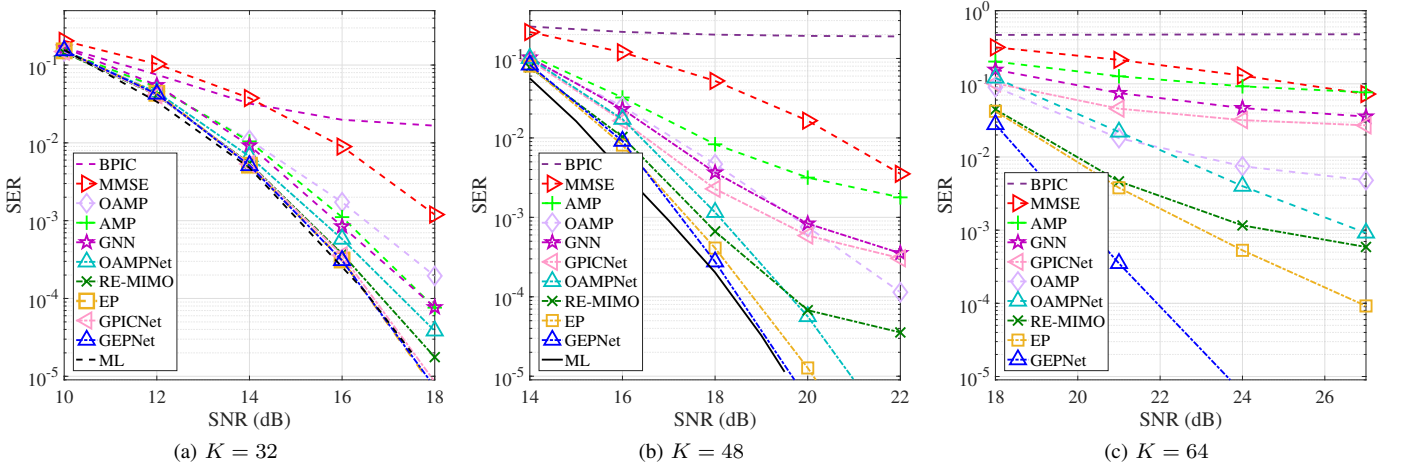 10^-1
10^-2
10^-3
10^-4
10^-5
SER
BPIC
MMSE
OAMP
AMP
GNN
OAMPNet
RE-MIMO
EP
GPICNet
GEPNet
ML
10 12 14 16 18
SNR (dB)
(a) K = 32
10^-1
10^-2
10^-3
10^-4
10^-5
SER
BPIC
MMSE
AMP
OAMP
GNN
GPICNet
OAMPNet
RE-MIMO
EP
GEPNet
ML
14 16 18 20 22
SNR (dB)
(b) K = 48
10^0
10^-1
10^-2
10^-3
10^-4
10^-5
SER
BPIC
MMSE
AMP
GNN
GPICNet
OAMP
OAMPNet
RE-MIMO
EP
GEPNet
18 20 22 24 26
SNR (dB)
(c) K = 64